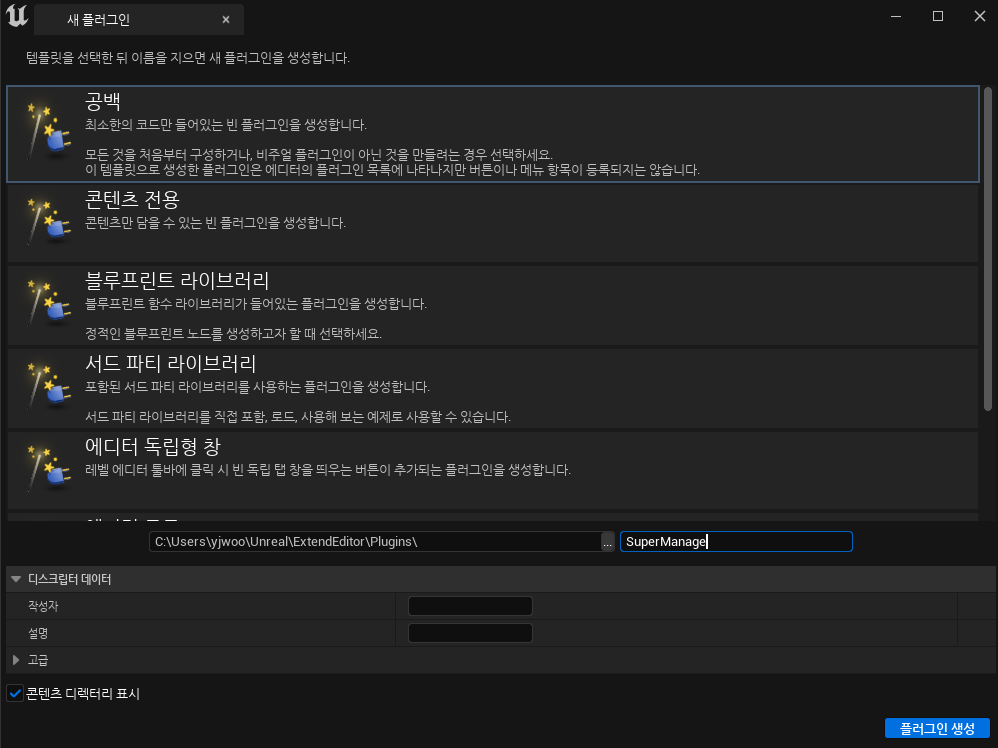 새 플러그인
템플릿을 선택한 뒤 이름을 지으면 새 플러그인을 생성합니다.
공백
최소한의 코드만 들어있는 빈 플러그인을 생성합니다.
모든 것을 처음부터 구성하거나, 비주얼 플러그인이 아닌 것을 만들려는 경우 선택하세요.
이 템플릿으로 생성한 플러그인은 에디터의 플러그인 목록에 나타나지만 버튼이나 메뉴 항목이 등록되지는 않습니다.
콘텐츠 전용
콘텐츠만 담을 수 있는 빈 플러그인을 생성합니다.
블루프린트 라이브러리
블루프린트 함수 라이브러리가 들어있는 플러그인을 생성합니다.
정적인 블루프린트 노드를 생성하고자 할 때 선택하세요.
서드 파티 라이브러리
포함된 서드 파티 라이브러리를 사용하는 플러그인을 생성합니다.
서드 파티 라이브러리를 직접 포함, 로드, 사용해 보는 예제로 사용할 수 있습니다.
에디터 독립형 창
레벨 에디터 툴바에 클릭 시 빈 독립 탭 창을 띄우는 버튼이 추가되는 플러그인을 생성합니다.
C:\Users\yjwoo\Unreal\ExtendEditor\Plugins\ ... SuperManage
디스크립터 데이터
작성자
설명
고급
콘텐츠 디렉터리 표시
플러그인 생성